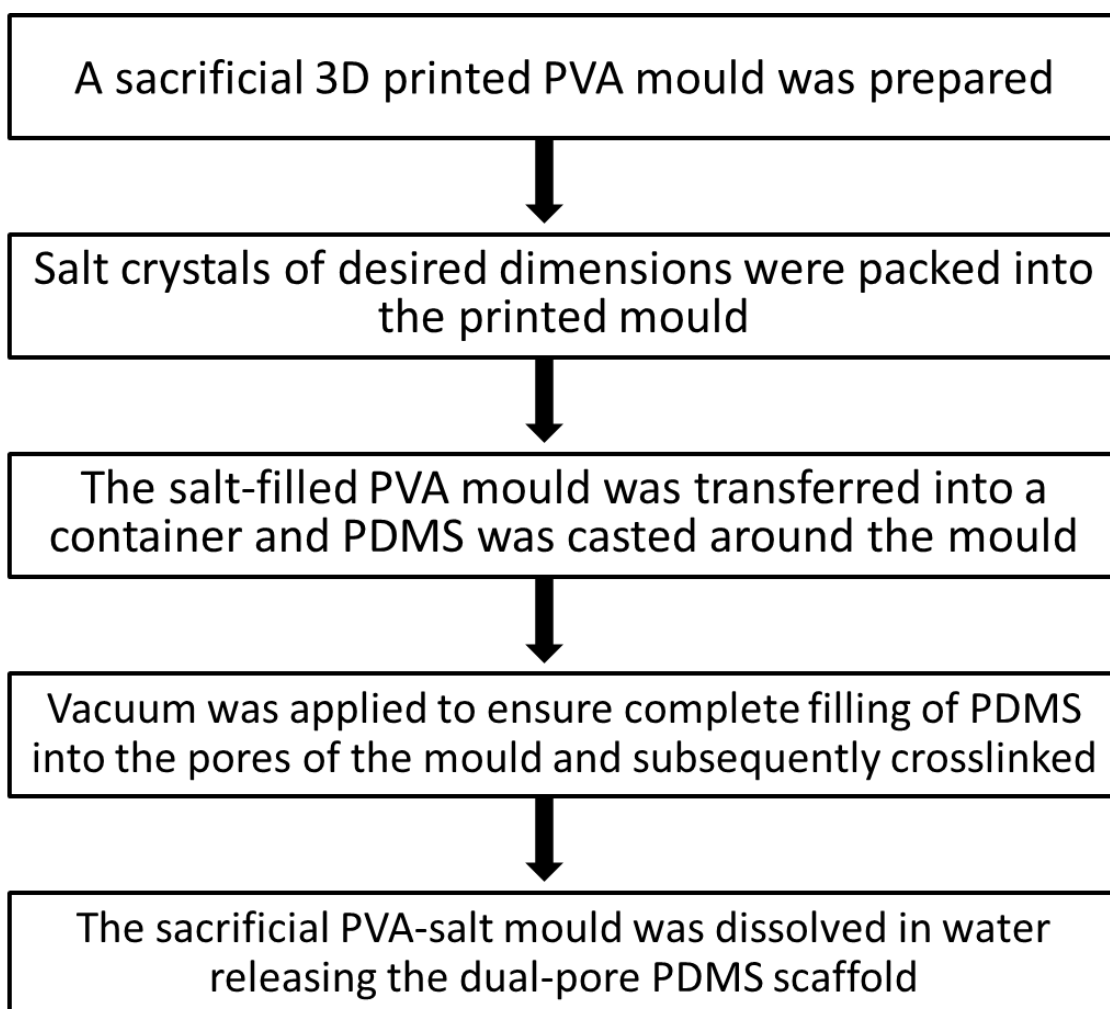 A sacrificial 3D printed PVA mould was prepared
Salt crystals of desired dimensions were packed into
the printed mould
The salt-filled PVA mould was transferred into a
container and PDMS was casted around the mould
Vacuum was applied to ensure complete filling of PDMS
into the pores of the mould and subsequently crosslinked
The sacrificial PVA-salt mould was dissolved in water
releasing the dual-pore PDMS scaffold